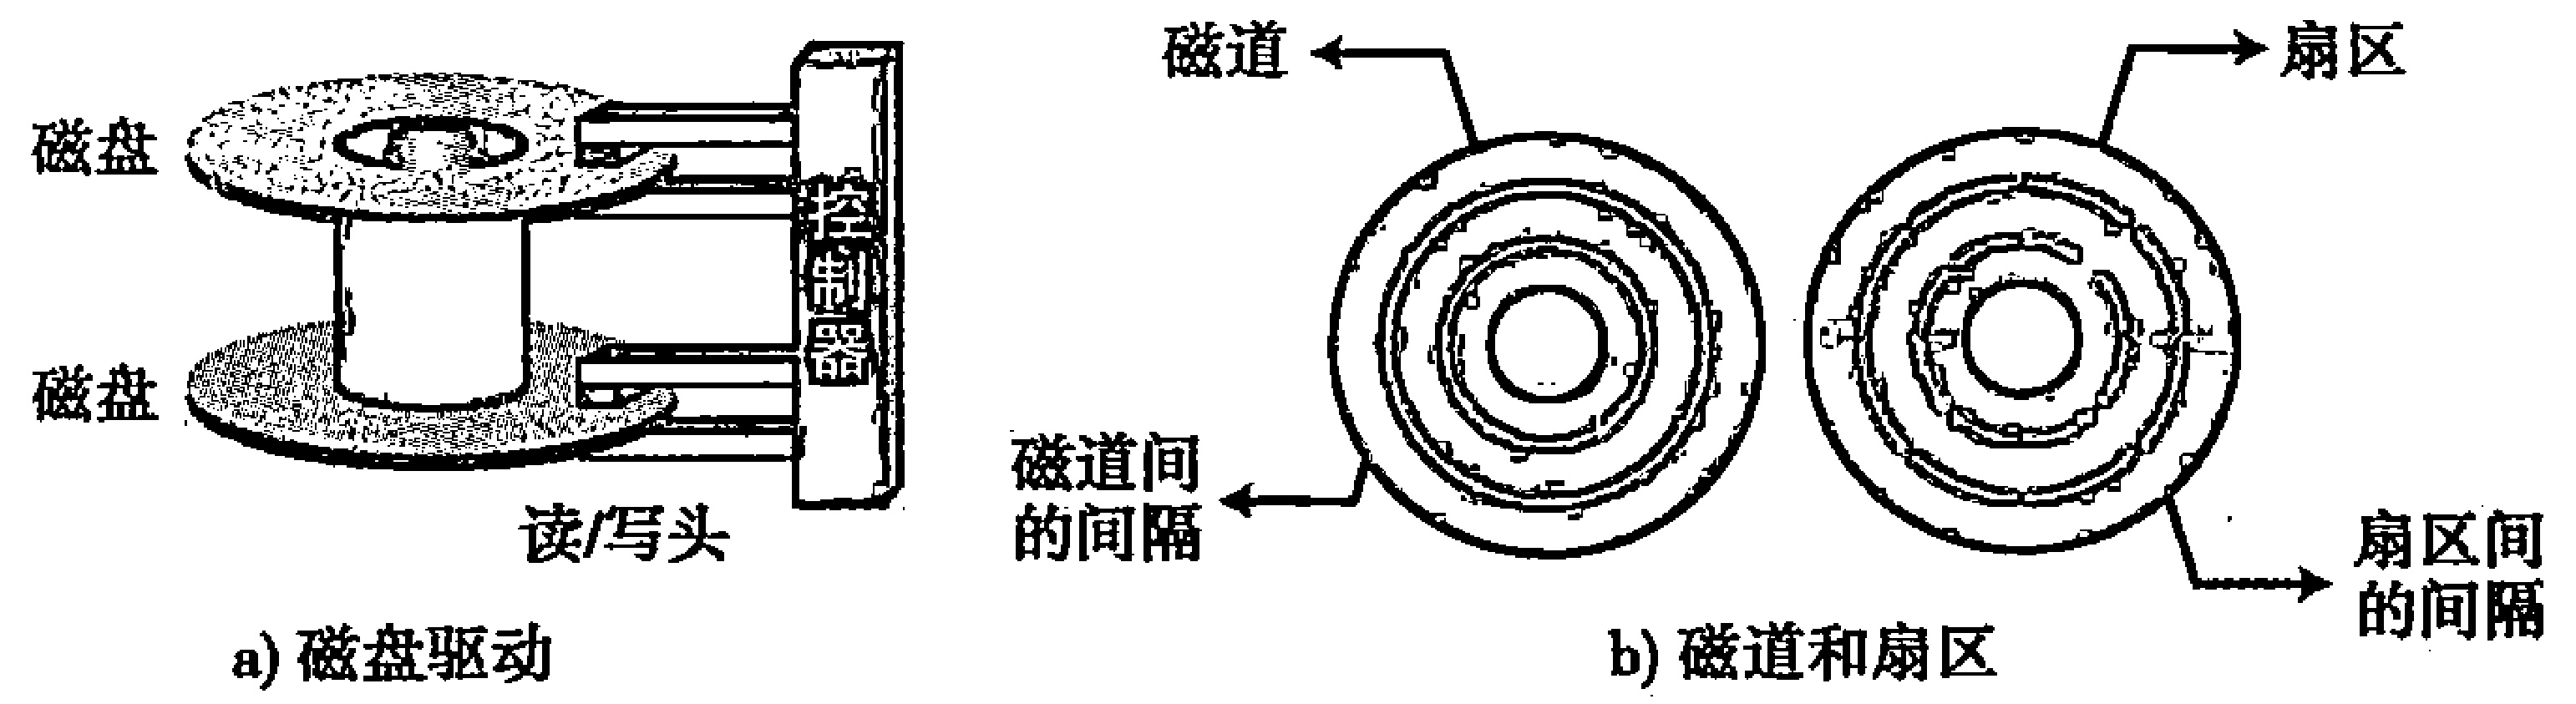 磁盘
磁盘
控制器
读/写头
a) 磁盘驱动
磁道
扇区
磁道间
的间隔
扇区间
的间隔
b) 磁道和扇区